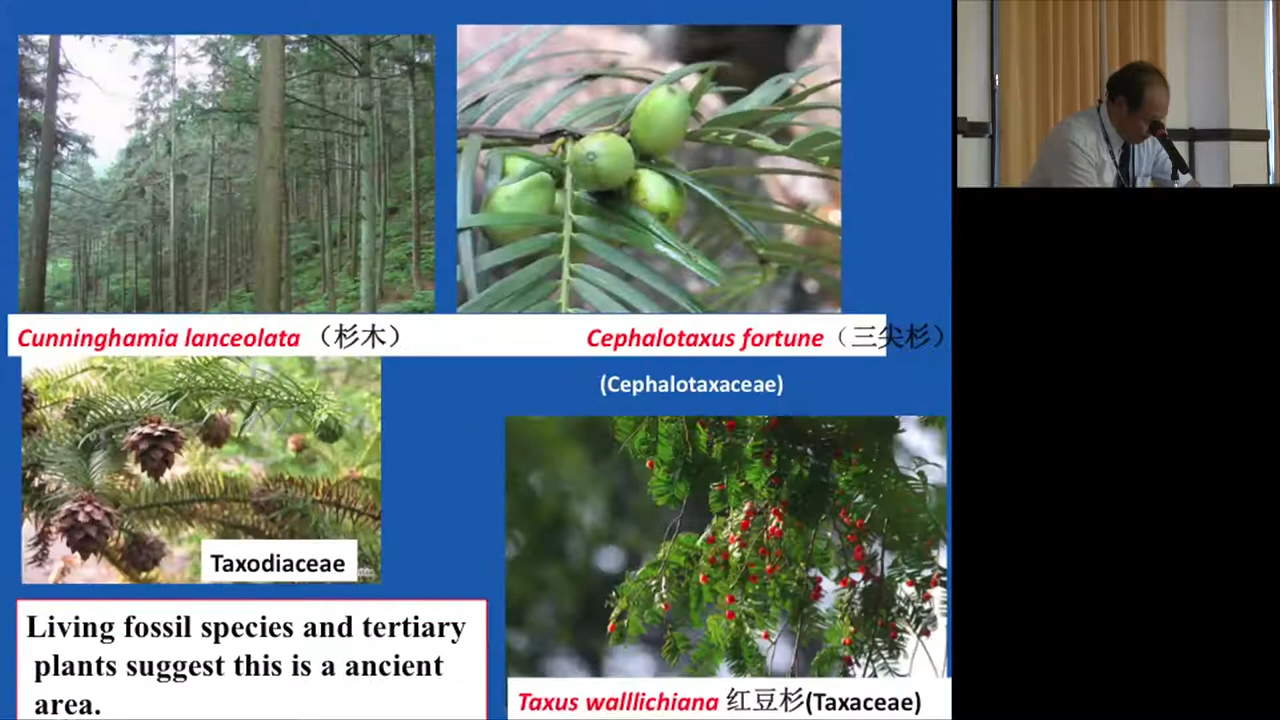 Cunninghamia lanceolata （杉木）
Cephalotaxus fortune（三尖杉）
(Cephalotaxaceae)
Taxodiaceae
Living fossil species and tertiary
plants suggest this is a ancient
area.
Taxus walllichiana 红豆杉(Taxaceae)